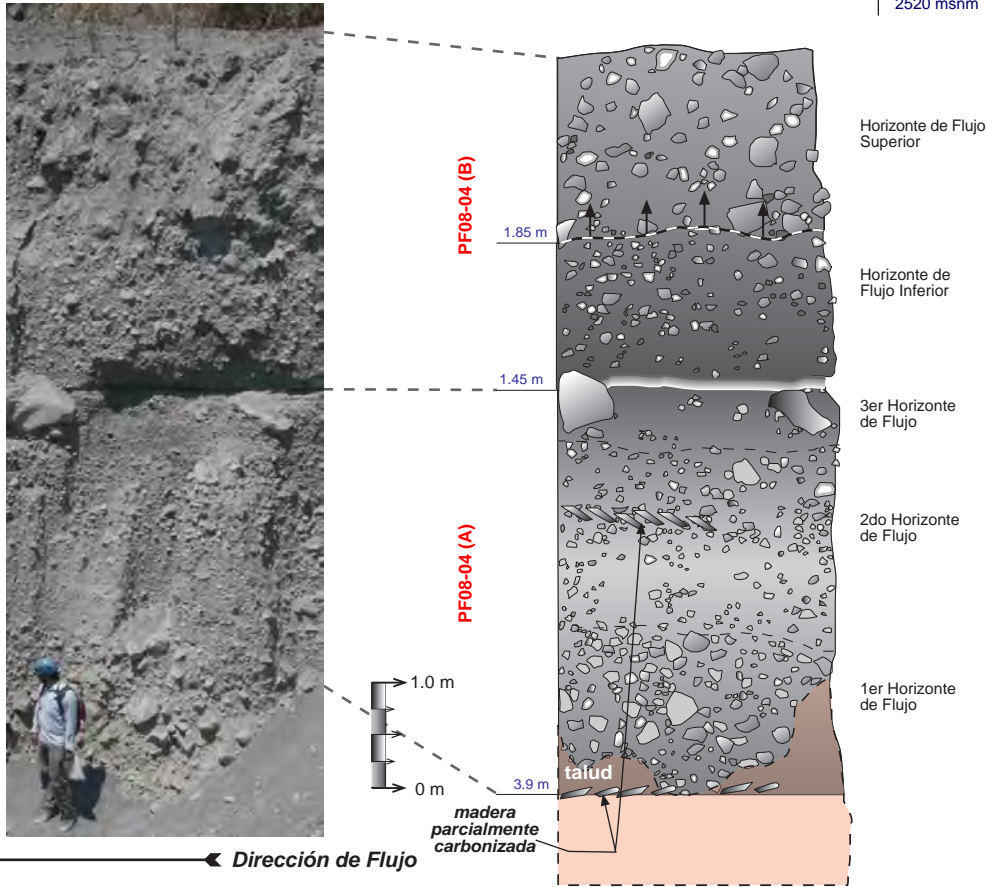 2520 msnm
Horizonte de Flujo
Superior
PF08-04 (B)
1.85 m
Horizonte de
Flujo Inferior
1.45 m
3er Horizonte
de Flujo
2do Horizonte
de Flujo
PF08-04 (A)
1.0 m
0 m
1er Horizonte
de Flujo
talud
3.9 m
madera
parcialmente
carbonizada
Dirección de Flujo